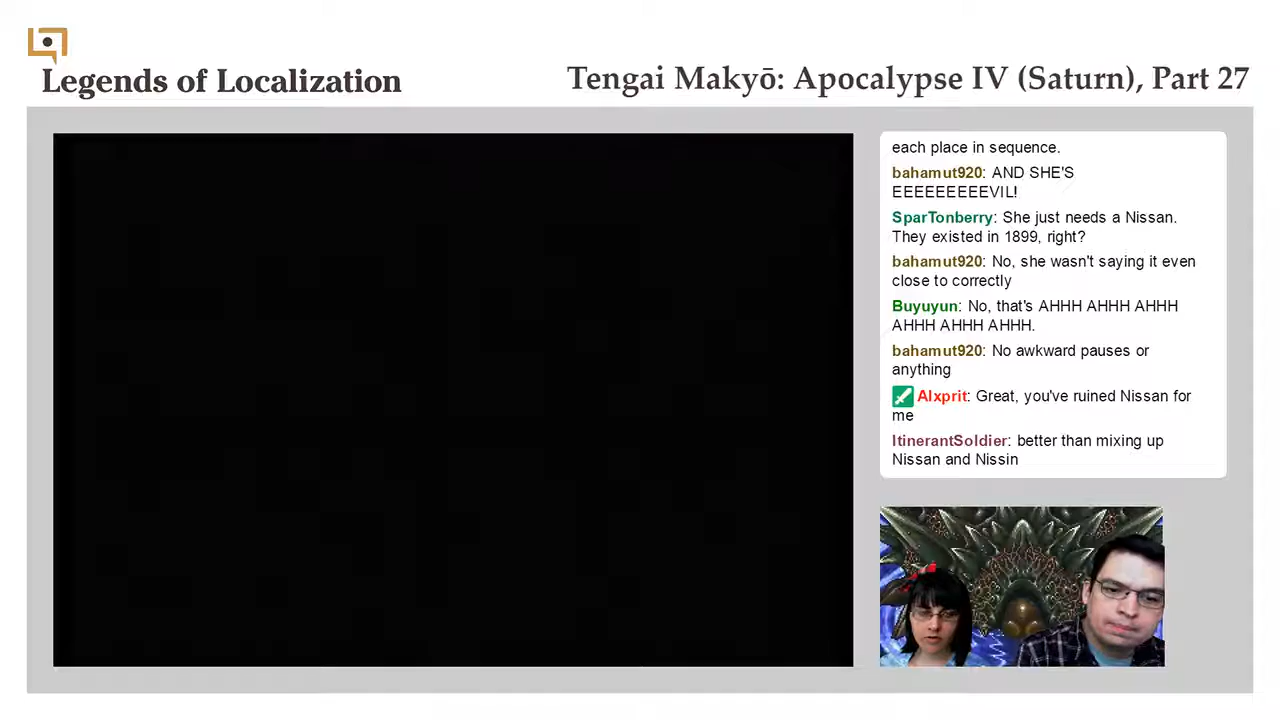 Legends of Localization
Tengai Makyō: Apocalypse IV (Saturn), Part 27
each place in sequence.
bahamut920: AND SHE'S
EEEEEEEEEVIL!
SparTonberry: She just needs a Nissan.
They existed in 1899, right?
bahamut920: No, she wasn't saying it even
close to correctly
Buyuyun: No, that's AHHH AHHH AHHH
AHHH AHHH AHHH.
bahamut920: No awkward pauses or
anything
Alxprit: Great, you've ruined Nissan for
me
ItinerantSoldier: better than mixing up
Nissan and Nissin